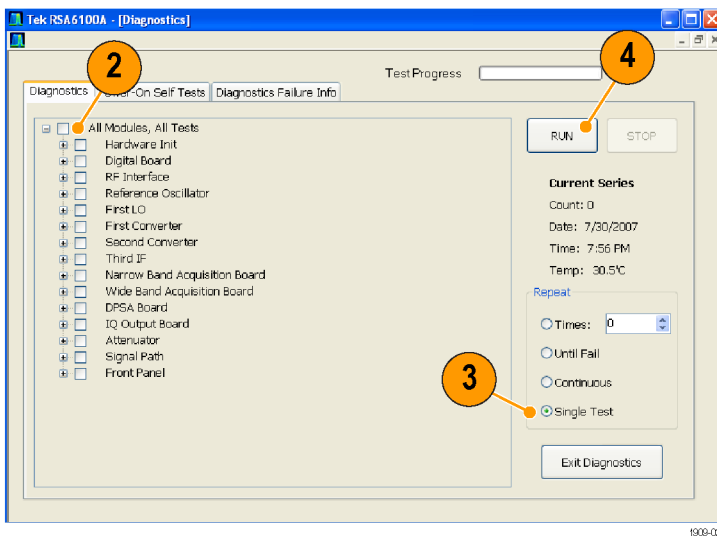 Tek RSA6100A - [Diagnostics]
2
4
Test Progress
Diagnostics
-On Self Tests
Diagnostics Failure Info
All Modules, All Tests
Hardware Init
Digital Board
RF Interface
Reference Oscillator
First LO
First Converter
Second Converter
Third IF
Narrow Band Acquisition Board
Wide Band Acquisition Board
DPSA Board
IQ Output Board
Attenuator
Signal Path
Front Panel
RUN
STOP
Current Series
Count: 0
Date: 7/30/2007
Time: 7:56 PM
Temp: 30.5°C
Repeat
Times: 0
Until Fail
Continuous
3
Single Test
Exit Diagnostics